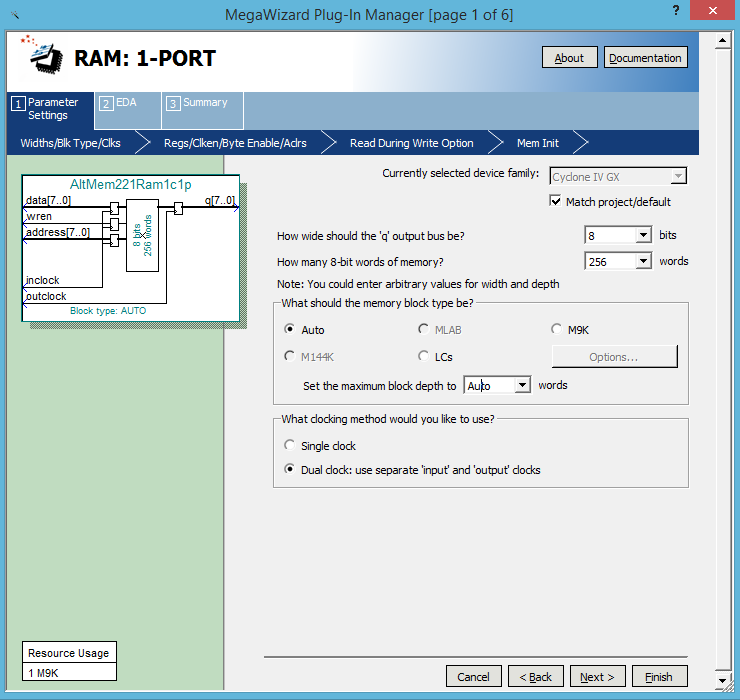 MegaWizard Plug-In Manager [page 1 of 6]
?
RAM: 1-PORT
About
Documentation
1 Parameter Settings
2 EDA
3 Summary
Widths/Blk Type/Clks
Regs/Clken/Byte Enable/Aclrs
Read During Write Option
Mem Init
AltMem221Ram1c1p
data[7..0]
q[7..0]
wren
address[7..0]
8 bits
256 words
inclock
outclock
Block type: AUTO
Currently selected device family:
Cyclone IV GX
Match project/default
How wide should the 'q' output bus be?
8
bits
How many 8-bit words of memory?
256
words
Note: You could enter arbitrary values for width and depth
What should the memory block type be?
Auto
MLAB
M9K
M144K
LCs
Options...
Set the maximum block depth to
Auto
words
What clocking method would you like to use?
Single clock
Dual clock: use separate 'input' and 'output' clocks
Resource Usage
1 M9K
Cancel
< Back
Next >
Finish